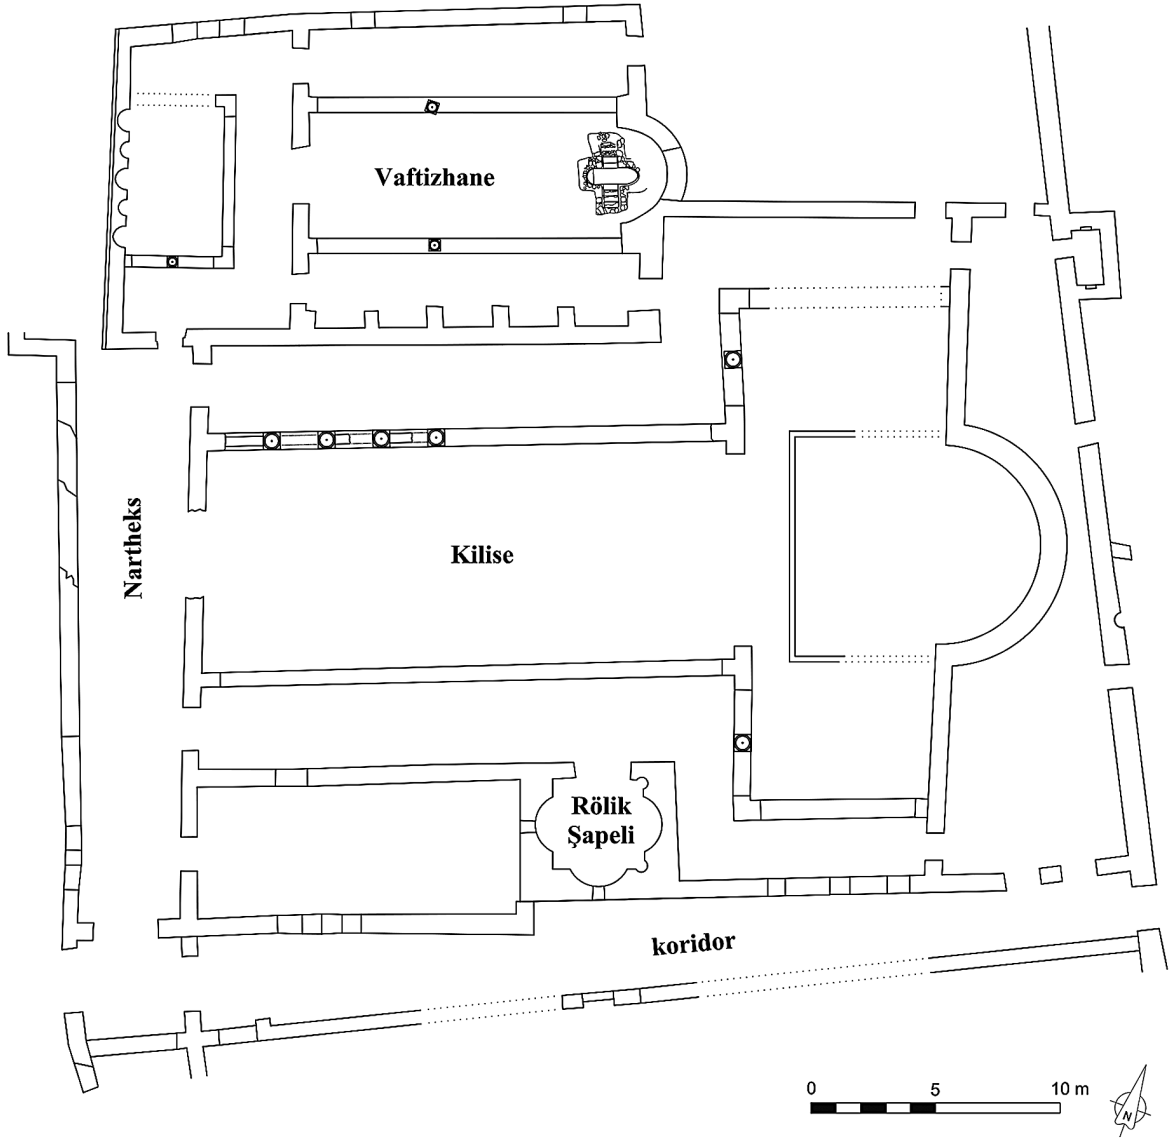 Vaftizhane
Nartheks
Kilise
Rölik
Şapeli
koridor
0 5 10 m
N